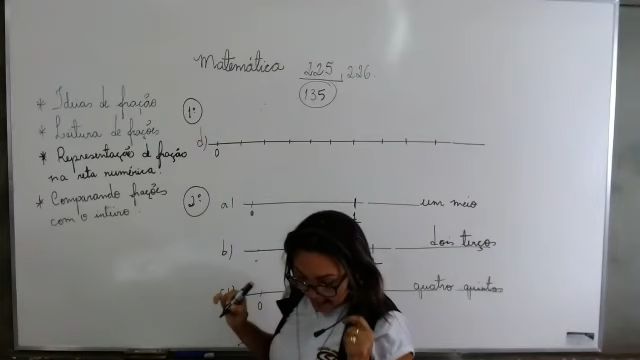 Matemática 225, 226
135
* Ideias de fração
* Leitura de frações
* Representação de fração
na reta numérica.
* Comparando frações
com o inteiro.
1º
d)
0
2º
a) um meio
0
b) dois terços
quatro quintos
0